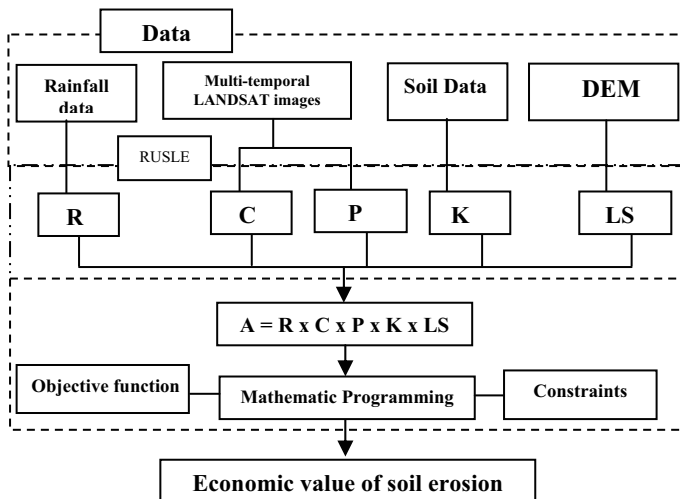 Data
Rainfall
data
Multi-temporal
LANDSAT images
Soil Data
DEM
RUSLE
R
C
P
K
LS
A = R x C x P x K x LS
Objective function
Mathematic Programming
Constraints
Economic value of soil erosion